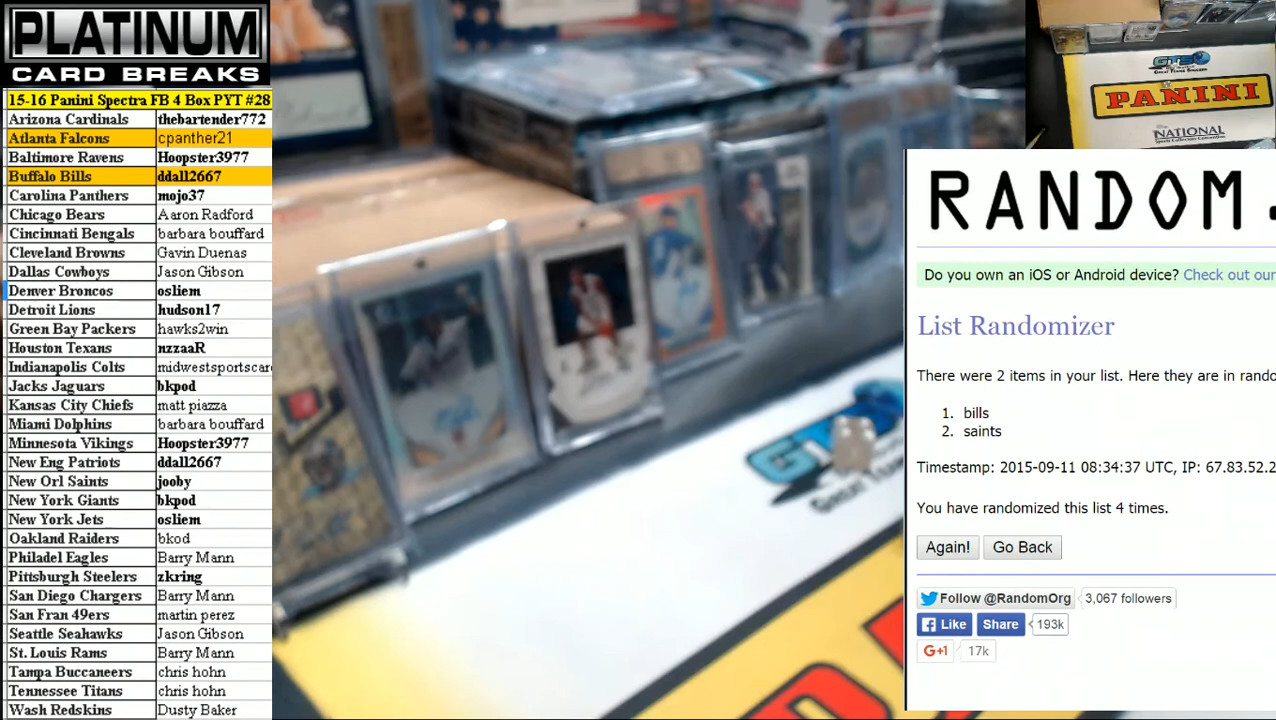 PLATINUM
CARD BREAKS
15-16 Panini Spectra FB 4 Box PYT #28
Arizona Cardinals thebartender772
Atlanta Falcons cpanther21
Baltimore Ravens Hoopster3977
Buffalo Bills ddall2667
Carolina Panthers mojo37
Chicago Bears Aaron Radford
Cincinnati Bengals barbara bouffard
Cleveland Browns Gavin Duenas
Dallas Cowboys Jason Gibson
Denver Broncos osliem
Detroit Lions hudson17
Green Bay Packers hawks2win
Houston Texans nzzaaR
Indianapolis Colts midwestsportscar
Jacks Jaguars bkpod
Kansas City Chiefs matt piazza
Miami Dolphins barbara bouffard
Minnesota Vikings Hoopster3977
New Eng Patriots ddall2667
New Orl Saints jooby
New York Giants bkpod
New York Jets osliem
Oakland Raiders bkod
Philadel Eagles Barry Mann
Pittsburgh Steelers zkring
San Diego Chargers Barry Mann
San Fran 49ers martin perez
Seattle Seahawks Jason Gibson
St. Louis Rams Barry Mann
Tampa Buccaneers chris hohn
Tennessee Titans chris hohn
Wash Redskins Dusty Baker
GTS
PANINI
NATIONAL
RANDOM.
Do you own an iOS or Android device? Check out our
List Randomizer
There were 2 items in your list. Here they are in rando
1. bills
2. saints
Timestamp: 2015-09-11 08:34:37 UTC, IP: 67.83.52.2
You have randomized this list 4 times.
Again! Go Back
Follow @RandomOrg 3,067 followers
Like Share 193k
G+1 17k